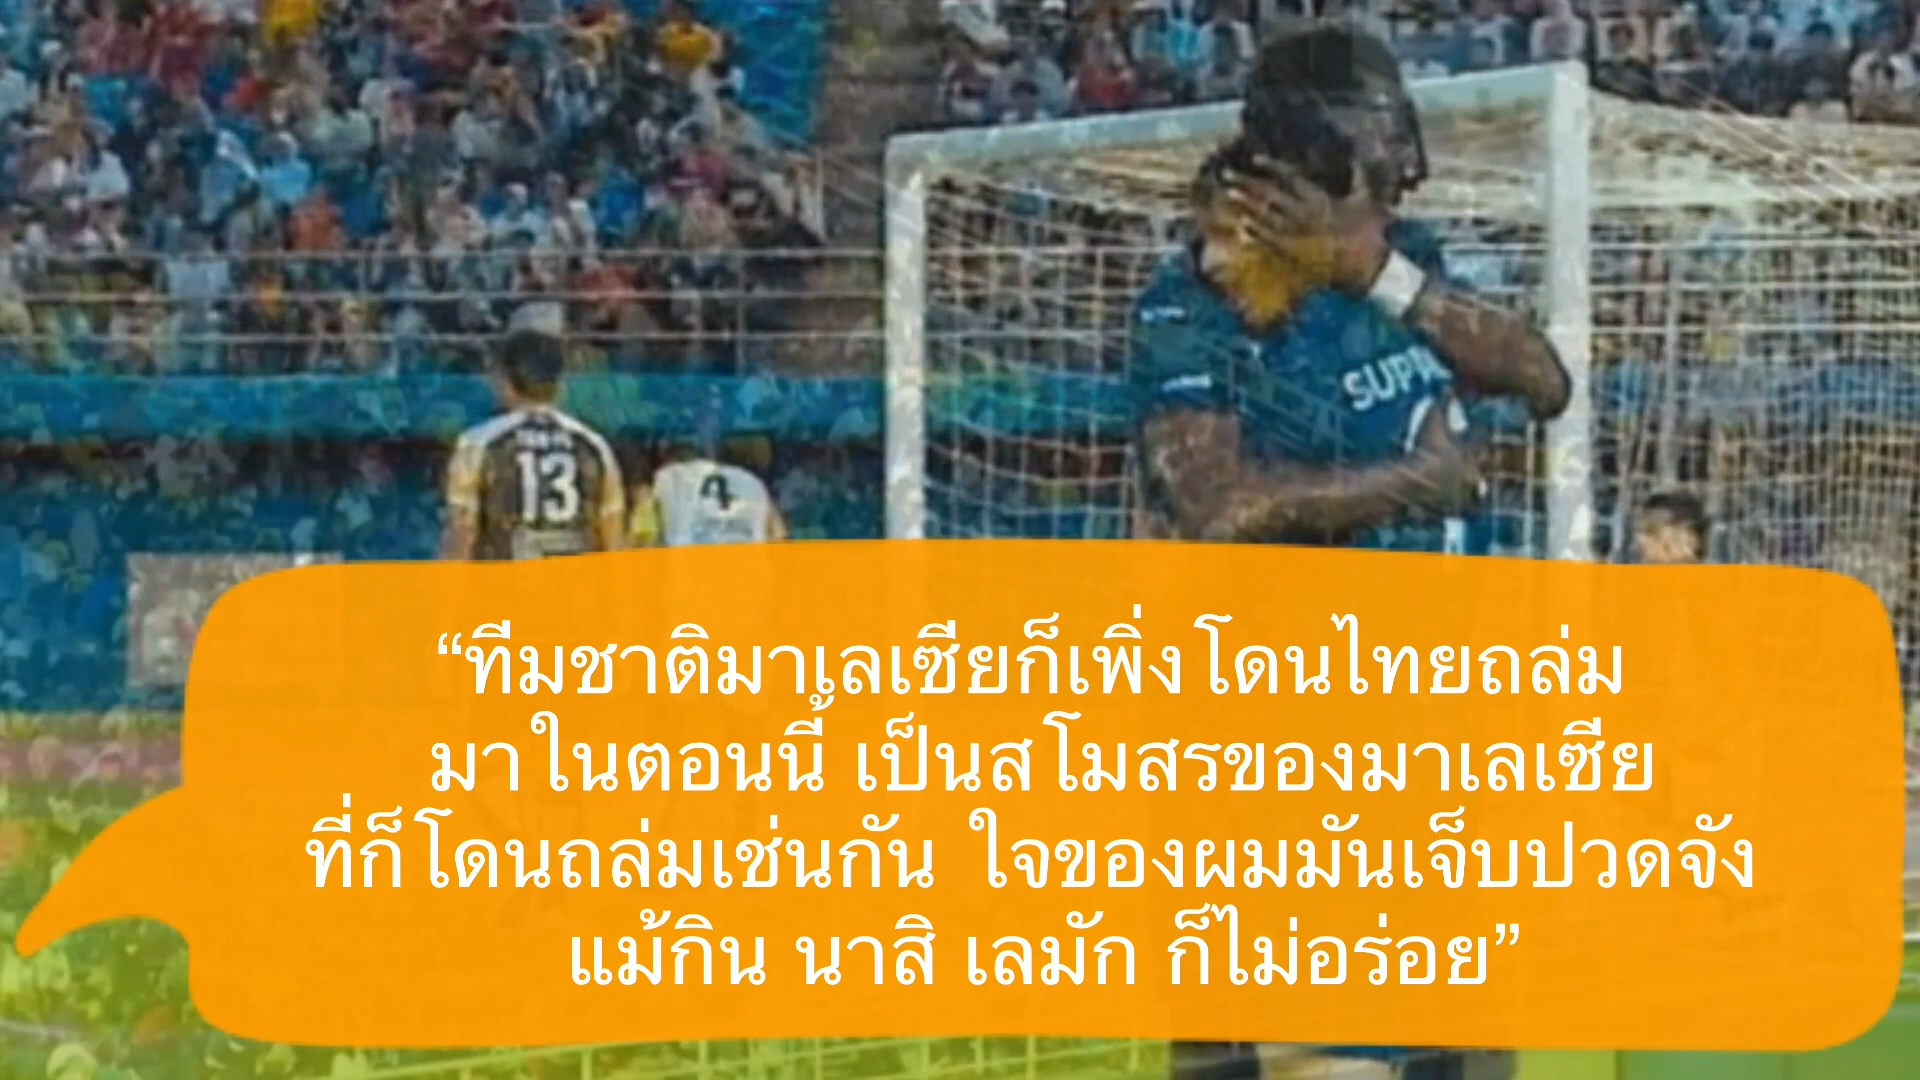 13
4
SUPR
“ทีมชาติมาเลเซียก็เพิ่งโดนไทยถล่ม
มาในตอนนี้ เป็นสโมสรของมาเลเซีย
ที่ก็โดนถล่มเช่นกัน ใจของผมมันเจ็บปวดจัง
แม้กิน นาสิ เลมัก ก็ไม่อร่อย”